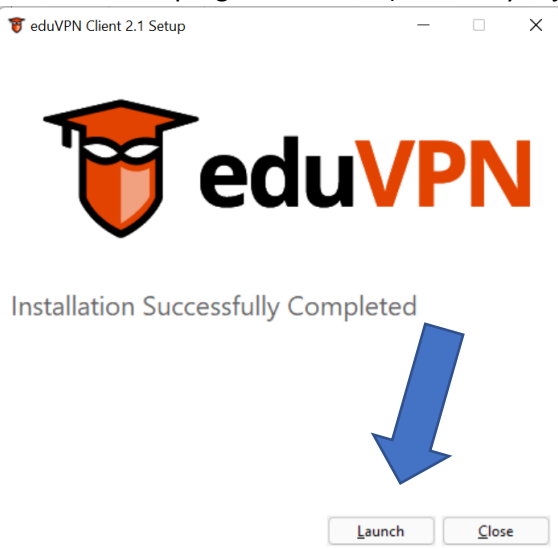 eduVPN Client 2.1 Setup
eduVPN
Installation Successfully Completed
Launch
Close